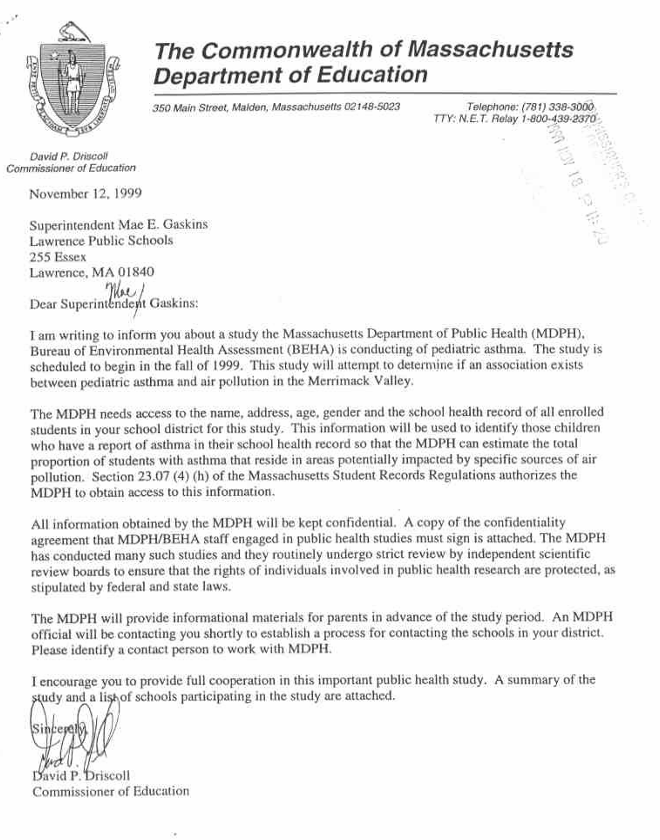 The Commonwealth of Massachusetts
Department of Education
350 Main Street, Malden, Massachusetts 02148-5023
Telephone: (781) 338-3000
TTY: N.E.T. Relay 1-800-439-2370
David P. Driscoll
Commissioner of Education
November 12, 1999
Superintendent Mae E. Gaskins
Lawrence Public Schools
255 Essex
Lawrence, MA 01840
Mae/
Dear Superintendent Gaskins:
I am writing to inform you about a study the Massachusetts Department of Public Health (MDPH),
Bureau of Environmental Health Assessment (BEHA) is conducting of pediatric asthma. The study is
scheduled to begin in the fall of 1999. This study will attempt to determine if an association exists
between pediatric asthma and air pollution in the Merrimack Valley.
The MDPH needs access to the name, address, age, gender and the school health record of all enrolled
students in your school district for this study. This information will be used to identify those children
who have a report of asthma in their school health record so that the MDPH can estimate the total
proportion of students with asthma that reside in areas potentially impacted by specific sources of air
pollution. Section 23.07 (4) (h) of the Massachusetts Student Records Regulations authorizes the
MDPH to obtain access to this information.
All information obtained by the MDPH will be kept confidential. A copy of the confidentiality
agreement that MDPH/BEHA staff engaged in public health studies must sign is attached. The MDPH
has conducted many such studies and they routinely undergo strict review by independent scientific
review boards to ensure that the rights of individuals involved in public health research are protected, as
stipulated by federal and state laws.
The MDPH will provide informational materials for parents in advance of the study period. An MDPH
official will be contacting you shortly to establish a process for contacting the schools in your district.
Please identify a contact person to work with MDPH.
I encourage you to provide full cooperation in this important public health study. A summary of the
study and a list of schools participating in the study are attached.
Sincerely,
David P. Driscoll
Commissioner of Education